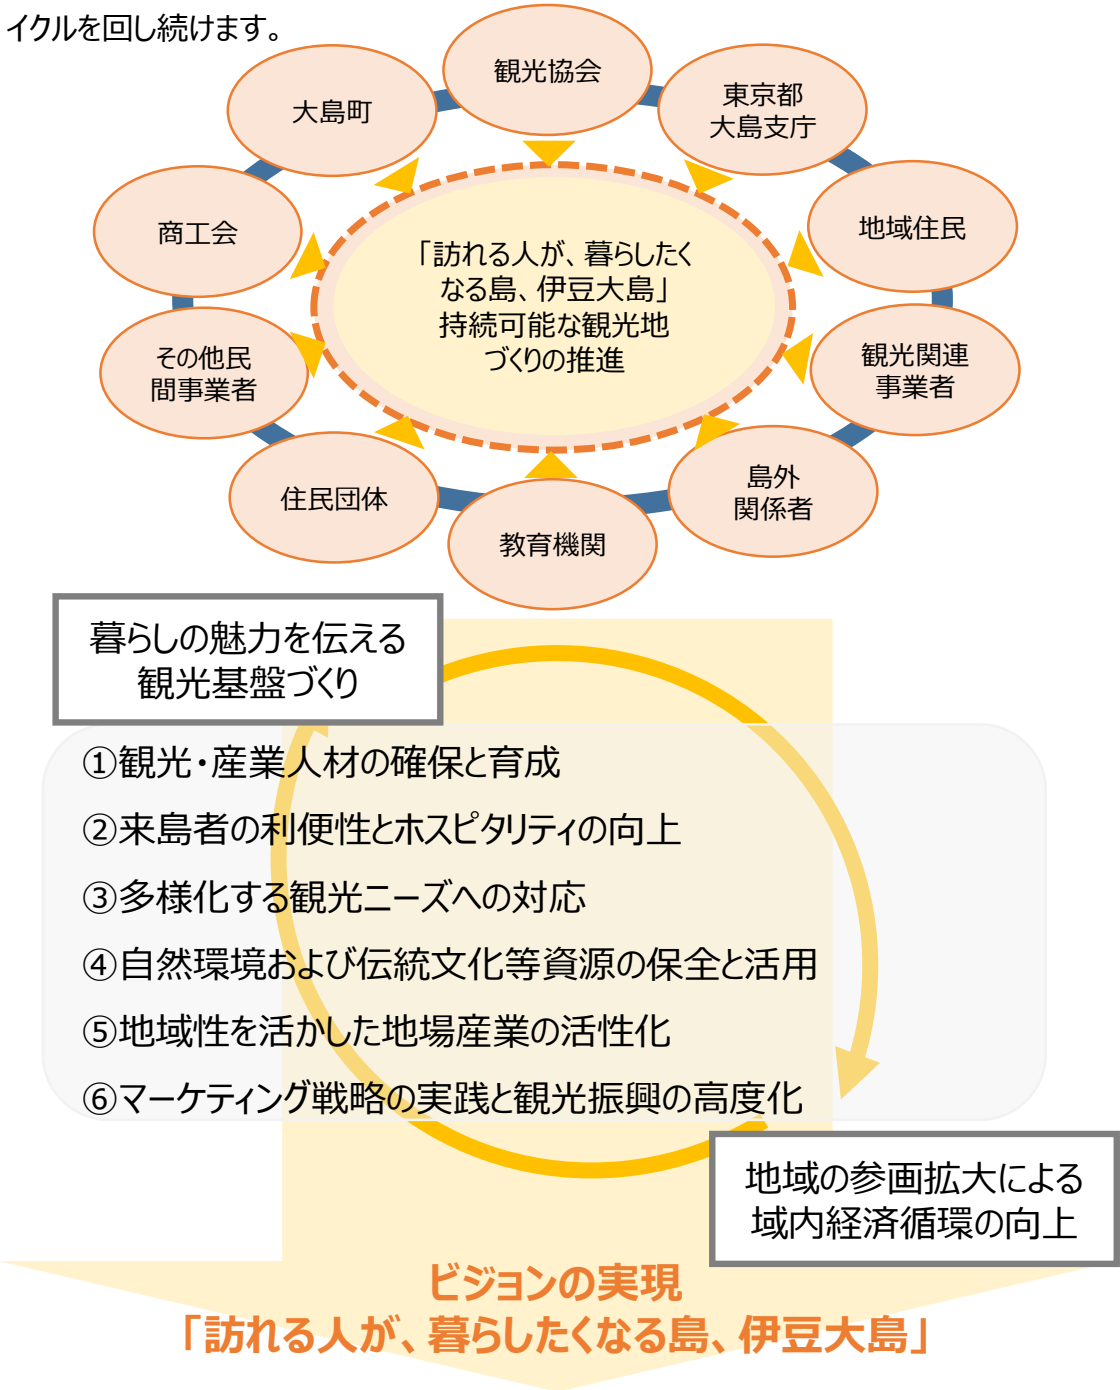 イクルを回し続けます。
観光協会
大島町
東京都
大島支庁
商工会
地域住民
「訪れる人が、暮らしたく
なる島、伊豆大島」
持続可能な観光地
づくりの推進
その他民
間事業者
観光関連
事業者
住民団体
島外
関係者
教育機関
暮らしの魅力を伝える
観光基盤づくり
①観光・産業人材の確保と育成
②来島者の利便性とホスピタリティの向上
③多様化する観光ニーズへの対応
④自然環境および伝統文化等資源の保全と活用
⑤地域性を活かした地場産業の活性化
⑥マーケティング戦略の実践と観光振興の高度化
地域の参画拡大による
域内経済循環の向上
ビジョンの実現
「訪れる人が、暮らしたくなる島、伊豆大島」